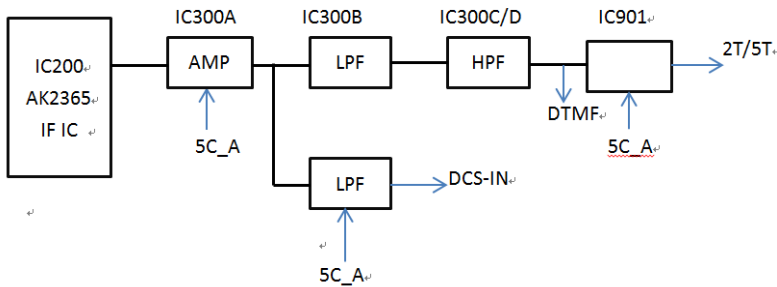 IC300A IC300B IC300C/D IC901
IC200
AK2365
IF IC
AMP
LPF
HPF
2T/5T
DTMF
5C_A
5C_A
LPF
DCS-IN
5C_A